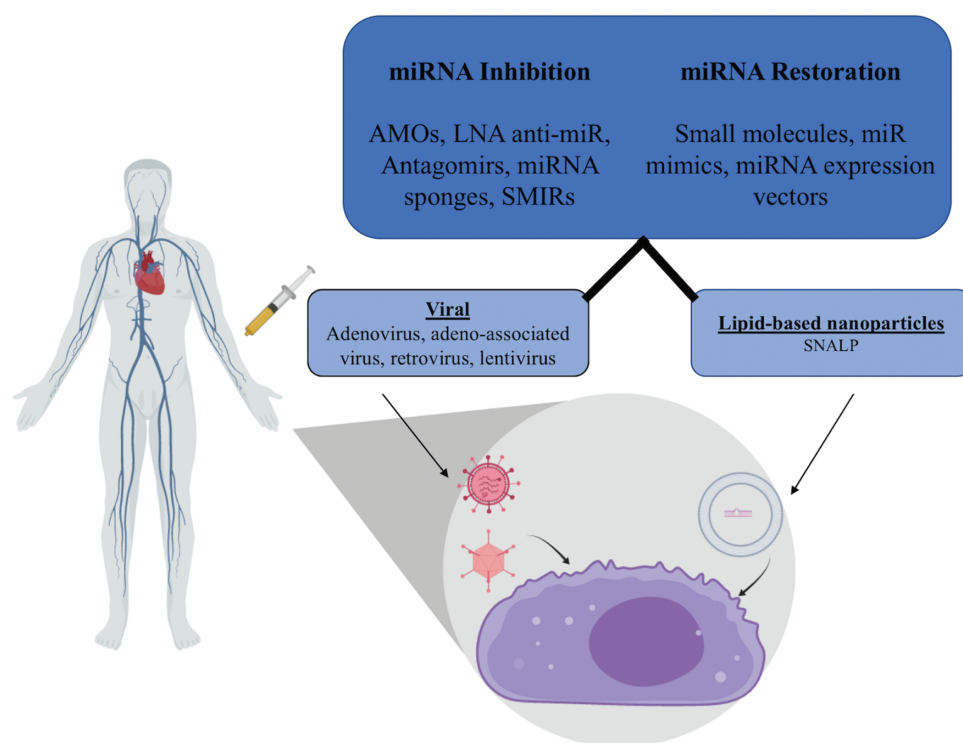 miRNA Inhibition
AMOs, LNA anti-miR,
Antagomirs, miRNA
sponges, SMIRs
miRNA Restoration
Small molecules, miR
mimics, miRNA expression
vectors
Viral
Adenovirus, adeno-associated
virus, retrovirus, lentivirus
Lipid-based nanoparticles
SNALP